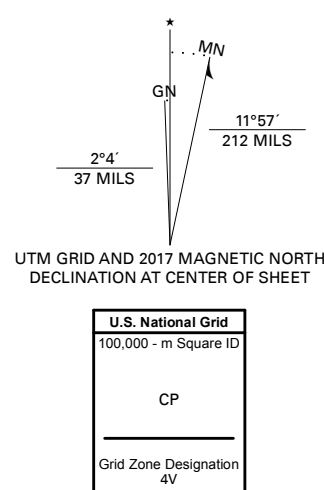 ★
MN
GN
11°57´
212 MILS
2°4´
37 MILS
UTM GRID AND 2017 MAGNETIC NORTH
DECLINATION AT CENTER OF SHEET
U.S. National Grid
100,000 - m Square ID
CP
Grid Zone Designation
4V